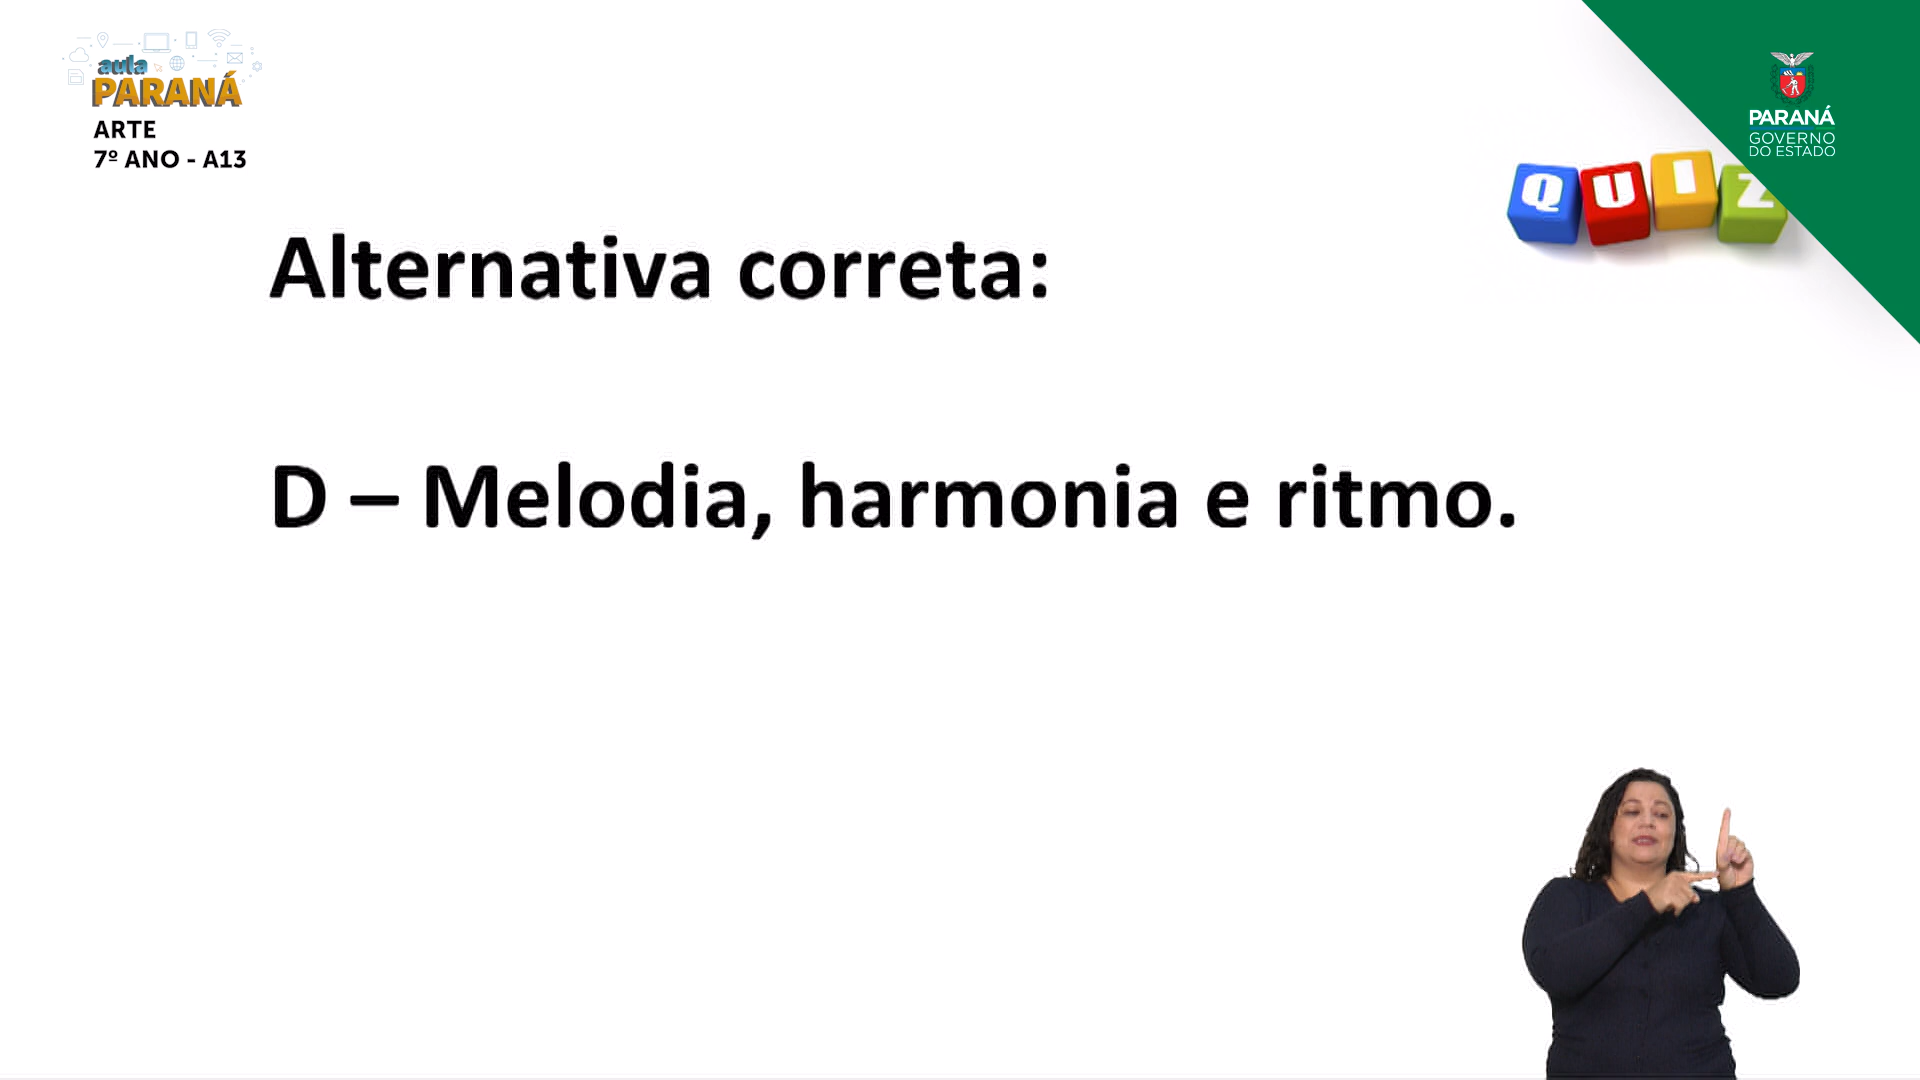 aula
PARANÁ
ARTE
7º ANO - A13
PARANÁ
GOVERNO
DO ESTADO
QUIZ
Alternativa correta:
D – Melodia, harmonia e ritmo.